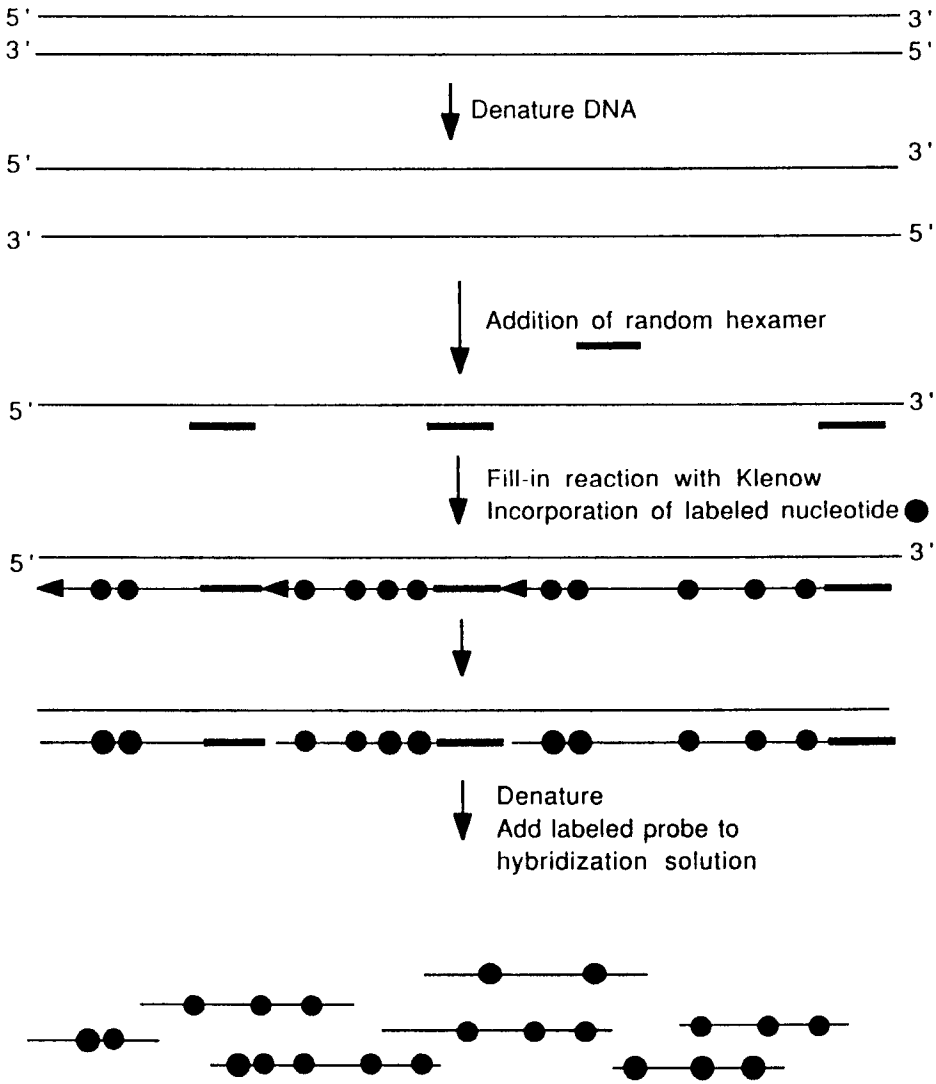 5' 3'
3' 5'
Denature DNA
5' 3'
3' 5'
Addition of random hexamer
5' 3'
Fill-in reaction with Klenow
Incorporation of labeled nucleotide
5' 3'
Denature
Add labeled probe to
hybridization solution